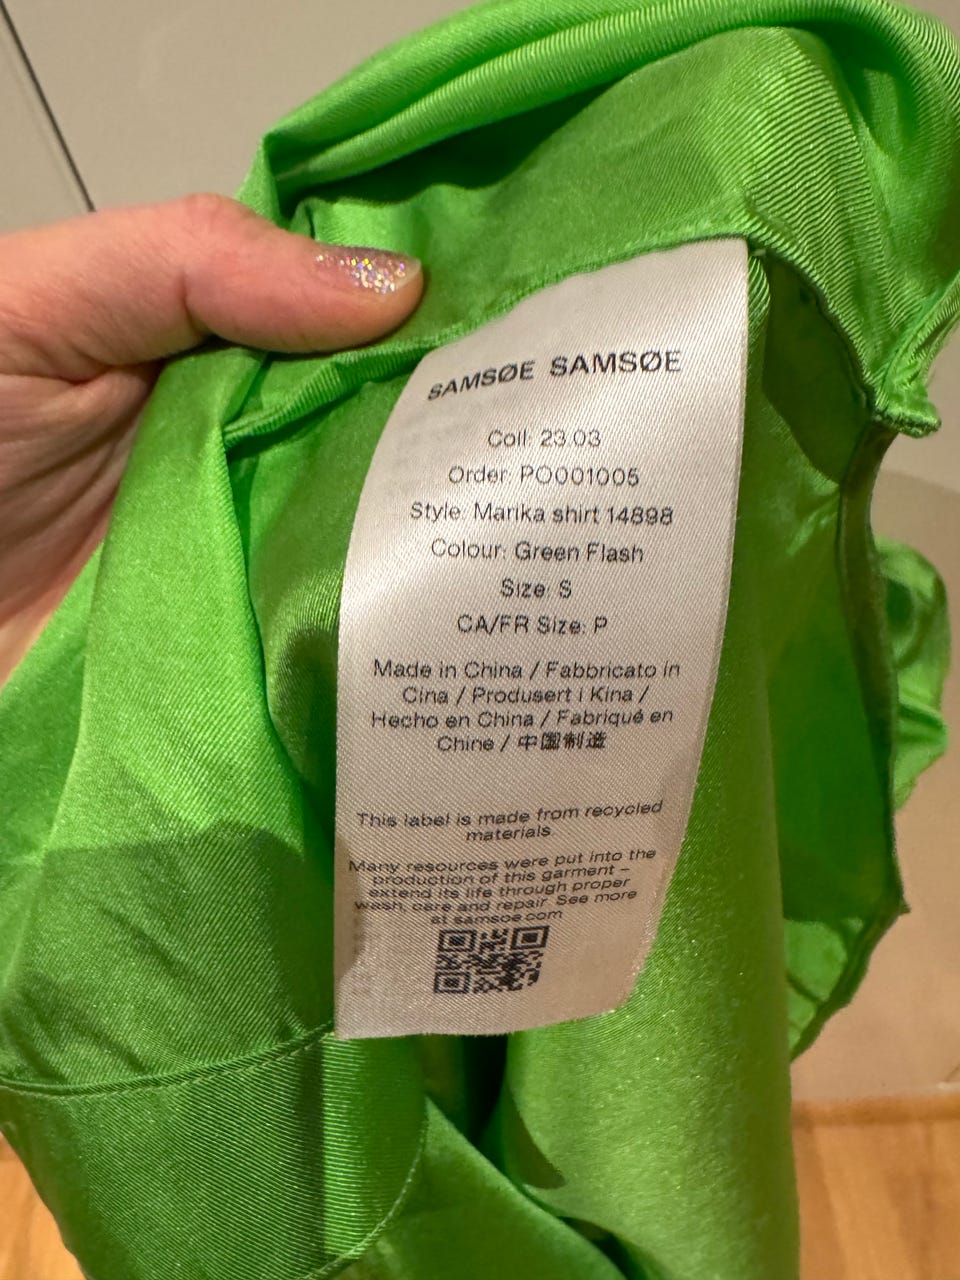 SAMSØE SAMSØE
Coll: 23.03
Order: PO001005
Style: Marika shirt 14898
Colour: Green Flash
Size: S
CA/FR Size: P
Made in China / Fabbricato in
Cina / Produsert i Kina /
Hecho en China / Fabriqué en
Chine / 中国制造
This label is made from recycled
materials
Many resources were put into the
production of this garment –
extend its life through proper
wash, care and repair. See more
at samsoe.com